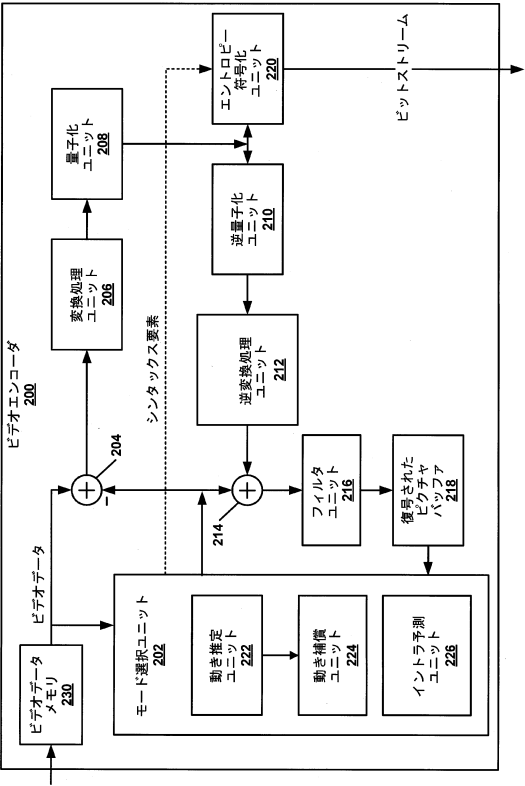 ビデオエンコーダ
200
ビデオデータ
メモリ
230
ビデオデータ
モード選択ユニット
202
動き推定
ユニット
222
動き補償
ユニット
224
イントラ予測
ユニット
226
204
-
変換処理
ユニット
206
量子化
ユニット
208
シンタックス要素
214
逆変換処理
ユニット
212
逆量子化
ユニット
210
エントロピー
符号化
ユニット
220
フィルタ
ユニット
216
復号された
ピクチャ
バッファ
218
ビットストリーム